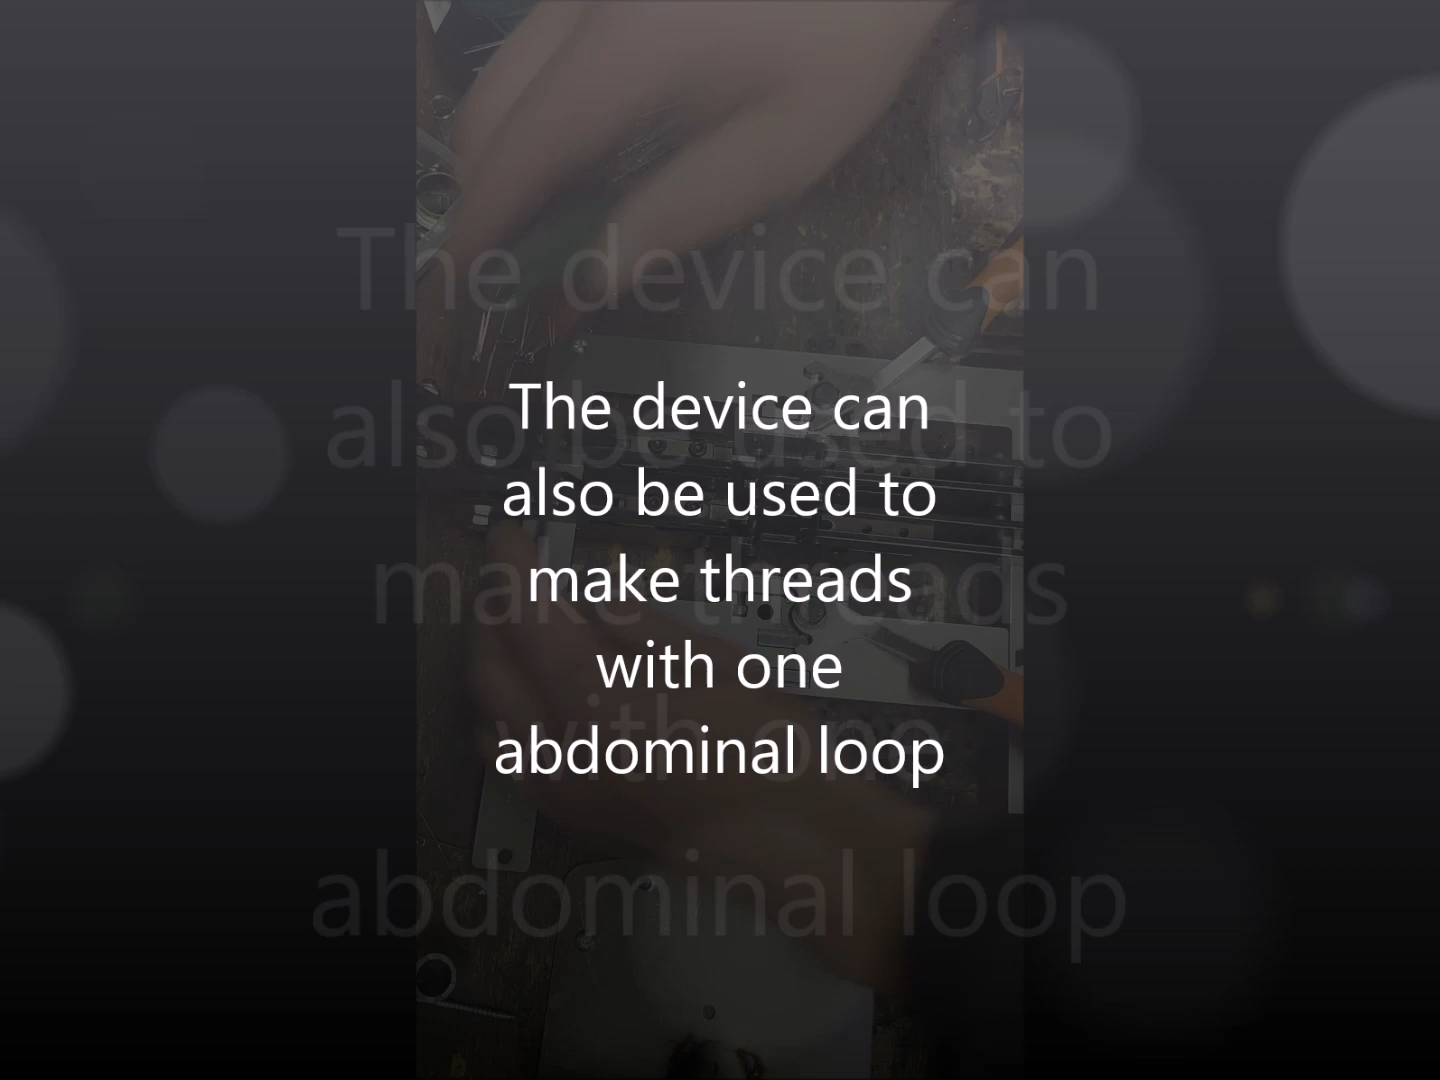 The device can
also be used to
make threads
with one
abdominal loop